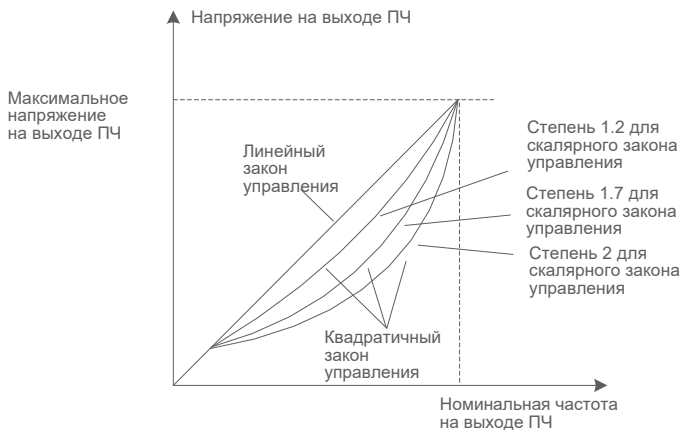 Напряжение на выходе ПЧ
Максимальное
напряжение
на выходе ПЧ
Линейный
закон
управления
Степень 1.2 для
скалярного закона
управления
Степень 1.7 для
скалярного закона
управления
Степень 2 для
скалярного закона
управления
Квадратичный
закон
управления
Номинальная частота
на выходе ПЧ